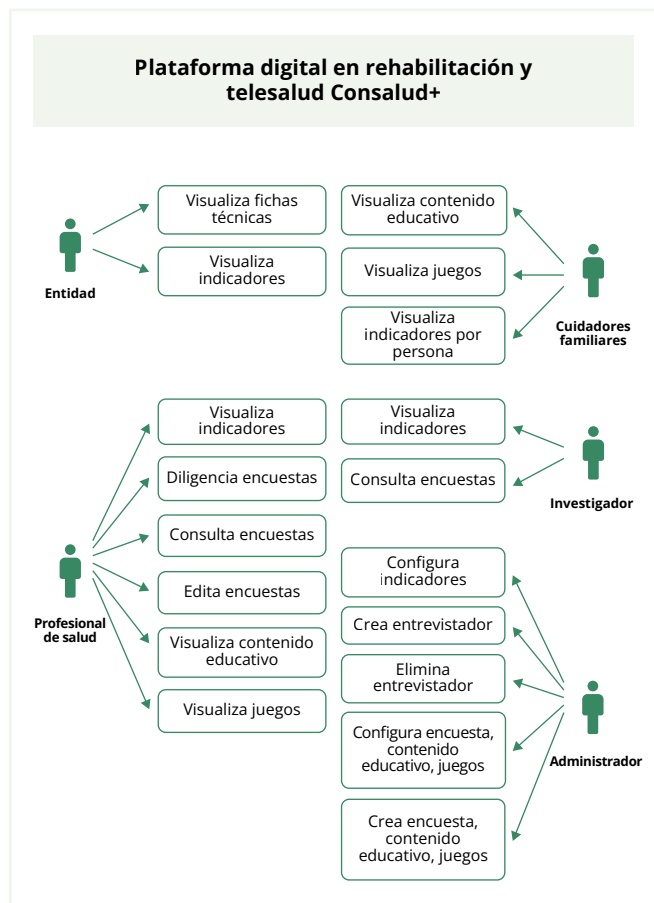 Plataforma digital en rehabilitación y
telesalud Consalud+
Visualiza fichas
técnicas
Visualiza
indicadores
Entidad
Visualiza contenido
educativo
Visualiza juegos
Visualiza
indicadores por
persona
Cuidadores
familiares
Visualiza
indicadores
Diligencia encuestas
Consulta encuestas
Edita encuestas
Visualiza contenido
educativo
Visualiza juegos
Profesional
de salud
Visualiza
indicadores
Consulta encuestas
Investigador
Configura
indicadores
Crea entrevistador
Elimina
entrevistador
Configura encuesta,
contenido
educativo, juegos
Crea encuesta,
contenido
educativo, juegos
Administrador